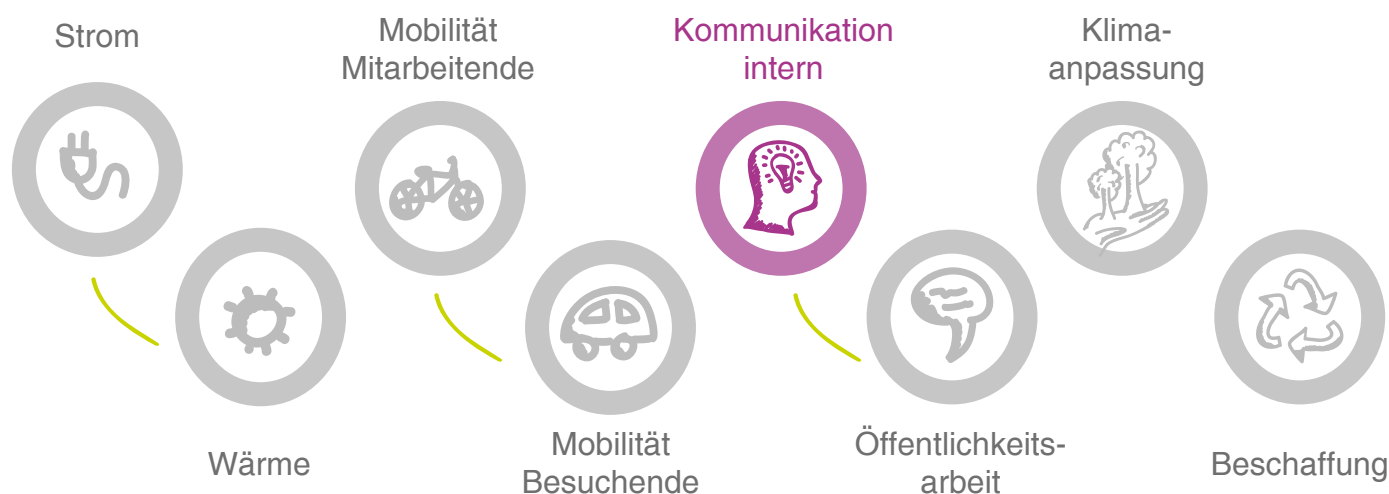 Strom
Mobilität
Mitarbeitende
Kommunikation
intern
Klima-
anpassung
Wärme
Mobilität
Besuchende
Öffentlichkeits-
arbeit
Beschaffung